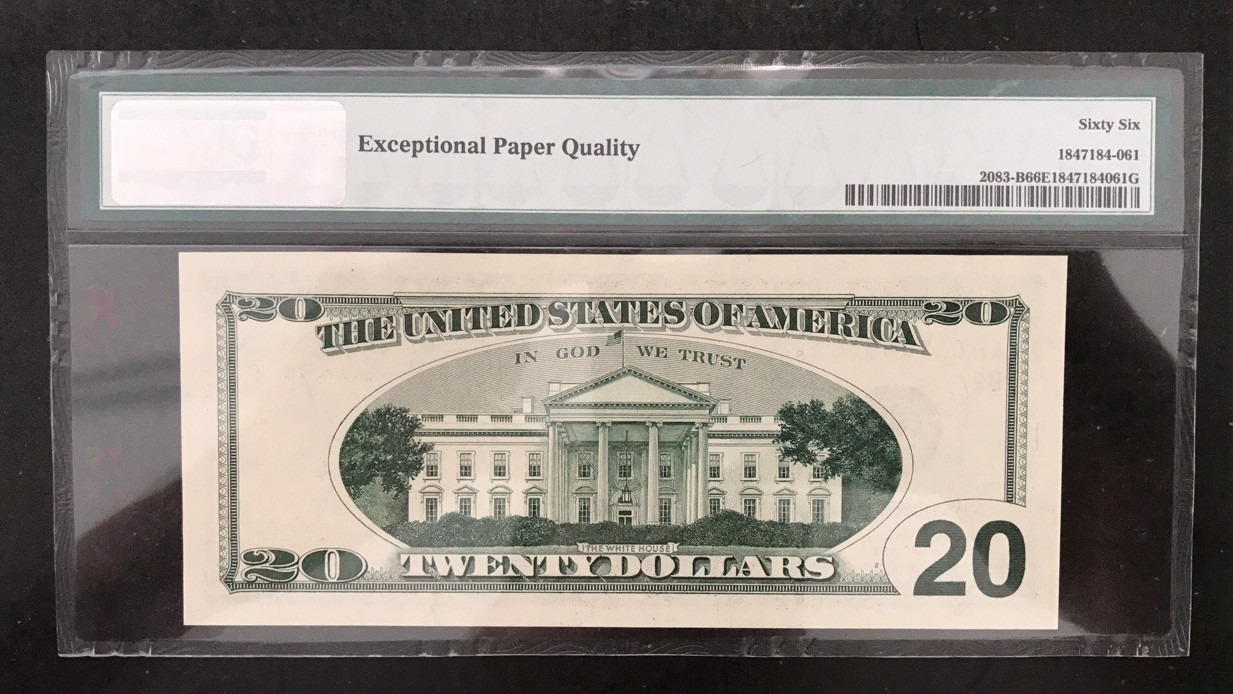 Exceptional Paper Quality
Sixty Six
1847184-061
2083-B66E1847184061G
20
20
THE UNITED STATES OF AMERICA
IN GOD WE TRUST
THE WHITE HOUSE
20
TWENTY DOLLARS
20